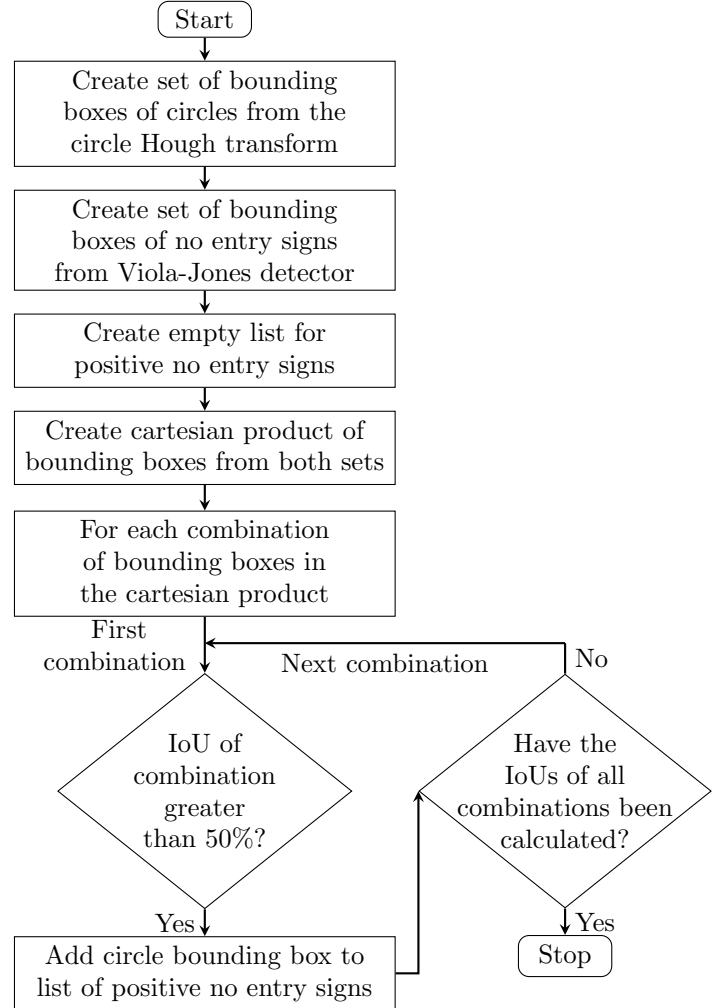 Start
Create set of bounding
boxes of circles from the
circle Hough transform
Create set of bounding
boxes of no entry signs
from Viola-Jones detector
Create empty list for
positive no entry signs
Create cartesian product of
bounding boxes from both sets
For each combination
of bounding boxes in
the cartesian product
First
combination
Next combination
No
IoU of
combination
greater
than 50%?
Have the
IoUs of all
combinations been
calculated?
Yes
Yes
Add circle bounding box to
list of positive no entry signs
Stop